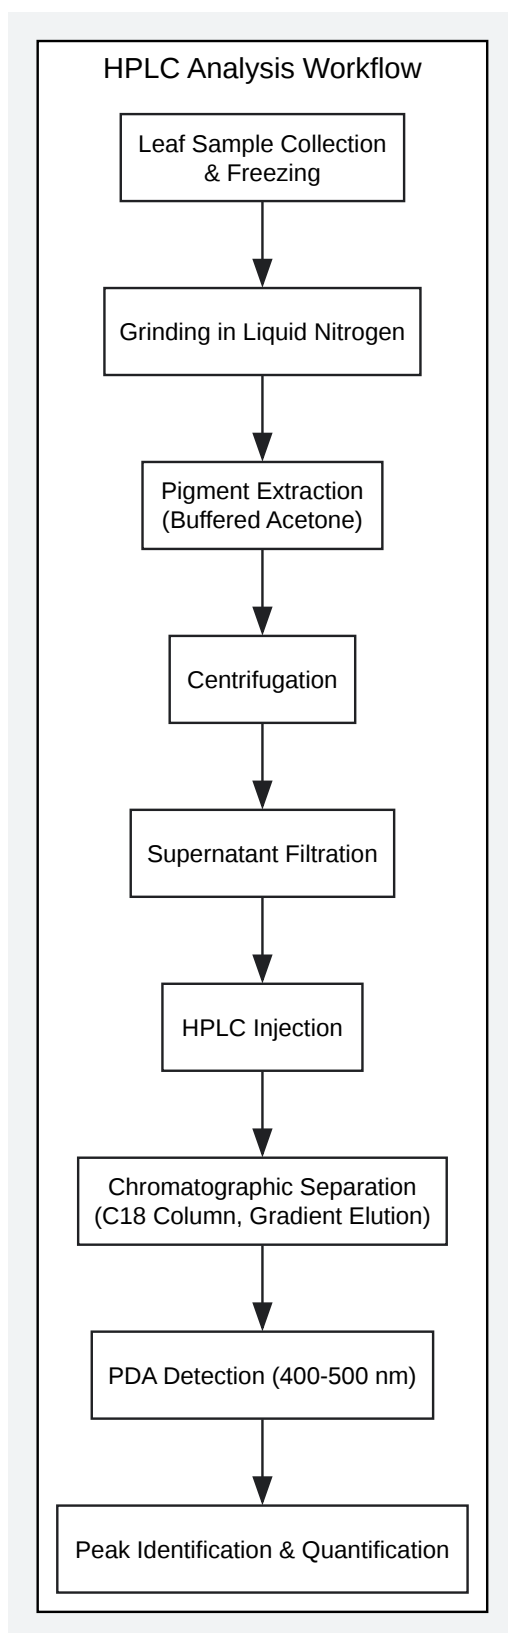 HPLC Analysis Workflow
Leaf Sample Collection
& Freezing
Grinding in Liquid Nitrogen
Pigment Extraction
(Buffered Acetone)
Centrifugation
Supernatant Filtration
HPLC Injection
Chromatographic Separation
(C18 Column, Gradient Elution)
PDA Detection (400-500 nm)
Peak Identification & Quantification